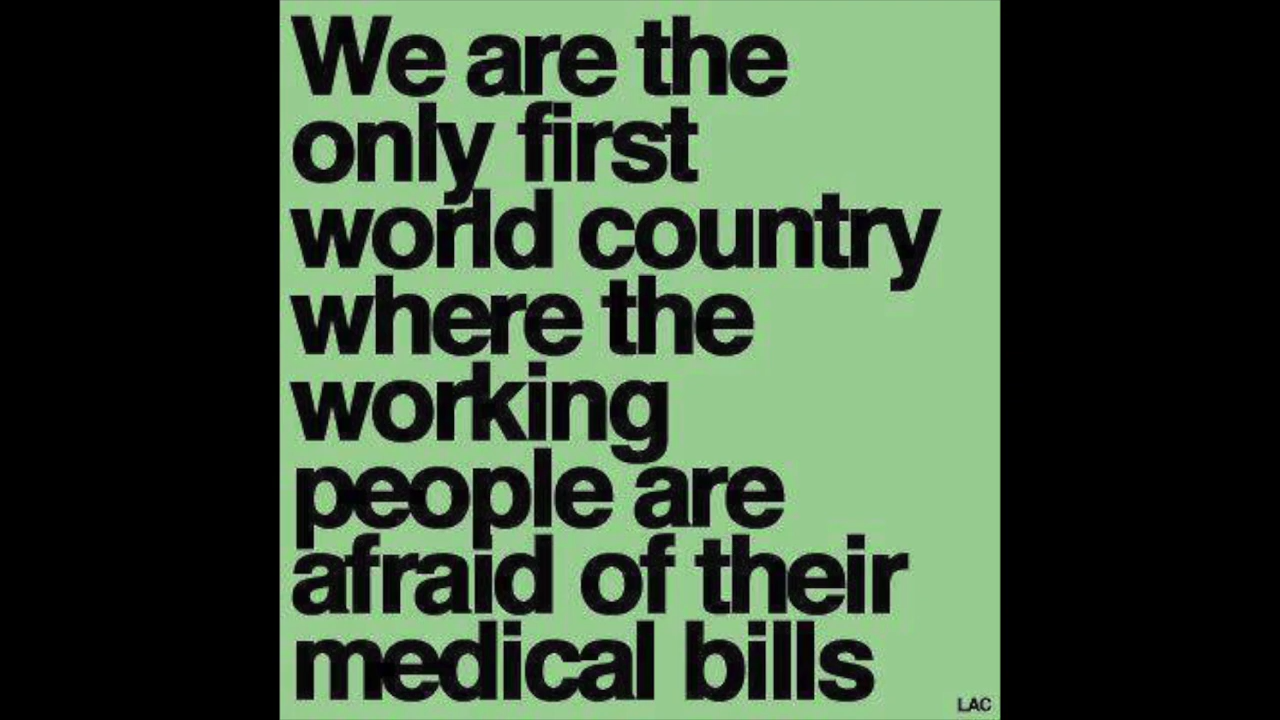 We are the
only first
world country
where the
working
people are
afraid of their
medical bills
LAC